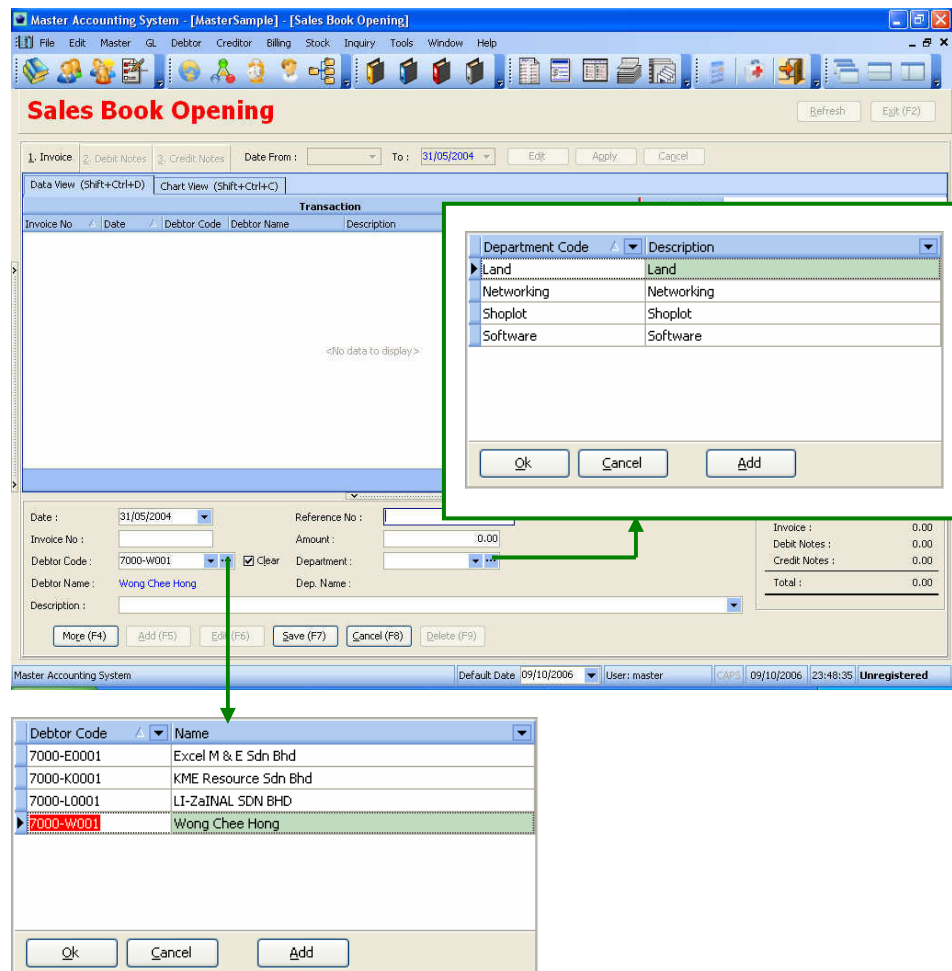 Master Accounting System - [MasterSample] - [Sales Book Opening]
File Edit Master GL Debtor Creditor Billing Stock Inquiry Tools Window Help
Sales Book Opening
Refresh Exit (F2)
1. Invoice 2. Debit Notes 3. Credit Notes Date From : To : 31/05/2004 Edit Apply Cancel
Data View (Shift+Ctrl+D) Chart View (Shift+Ctrl+C)
Transaction
Invoice No Date Debtor Code Debtor Name Description
<No data to display>
Department Code Description
Land Land
Networking Networking
Shoplot Shoplot
Software Software
Ok Cancel Add
Date : 31/05/2004 Reference No :
Invoice No : Amount : 0.00
Debtor Code : 7000-W001 Clear Department :
Debtor Name : Wong Chee Hong Dep. Name :
Description :
Invoice : 0.00
Debit Notes : 0.00
Credit Notes : 0.00
Total : 0.00
More (F4) Add (F5) Edit (F6) Save (F7) Cancel (F8) Delete (F9)
Master Accounting System Default Date 09/10/2006 User: master CAPS 09/10/2006 23:48:35 Unregistered
Debtor Code Name
7000-E0001 Excel M & E Sdn Bhd
7000-K0001 KME Resource Sdn Bhd
7000-L0001 LI-ZaINAL SDN BHD
7000-W001 Wong Chee Hong
Ok Cancel Add